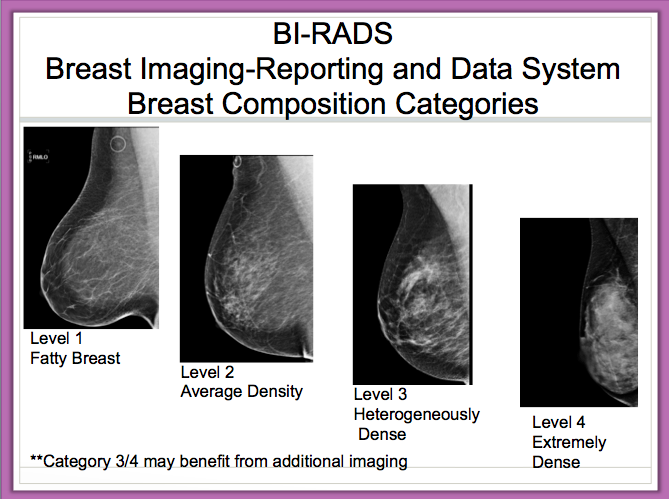 BI-RADS
Breast Imaging-Reporting and Data System
Breast Composition Categories
RMLO
Level 1
Fatty Breast
Level 2
Average Density
Level 3
Heterogeneously
Dense
Level 4
Extremely
Dense
**Category 3/4 may benefit from additional imaging